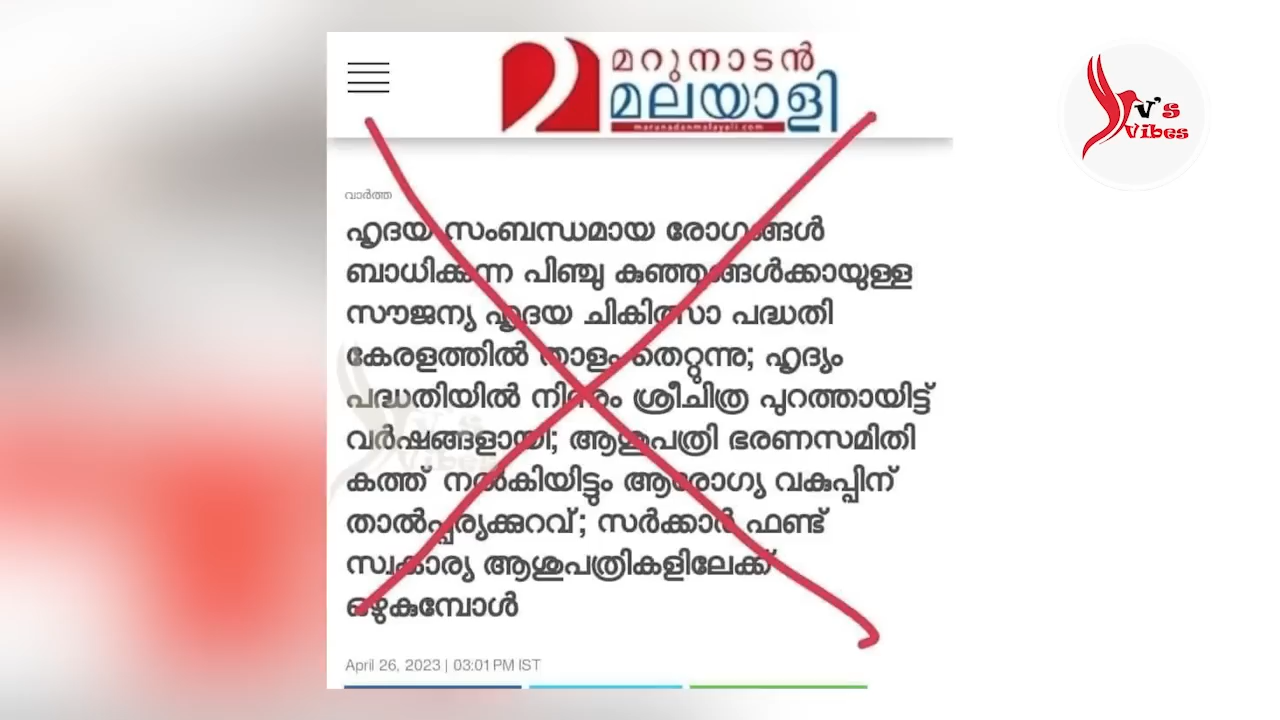 മറുനാടൻ
മലയാളി
marunadanmalayali.com
V's
Vibes
വാർത്ത
ഹൃദയ സംബന്ധമായ രോഗങ്ങൾ
ബാധിക്കുന്ന പിഞ്ചു കുഞ്ഞുങ്ങൾക്കായുള്ള
സൗജന്യ ഹൃദയ ചികിത്സാ പദ്ധതി
കേരളത്തിൽ താളം തെറ്റുന്നു; ഹൃദ്യം
പദ്ധതിയിൽ നിന്നും ശ്രീചിത്ര പുറത്തായിട്ട്
വർഷങ്ങളായി; ആശുപത്രി ഭരണസമിതി
കത്ത് നൽകിയിട്ടും ആരോഗ്യ വകുപ്പിന്
താൽപ്പര്യക്കുറവ്; സർക്കാർ ഫണ്ട്
സ്വകാര്യ ആശുപത്രികളിലേക്ക്
ഒഴുകുമ്പോൾ
V's
Vibes
April 26, 2023 | 03:01 PM IST